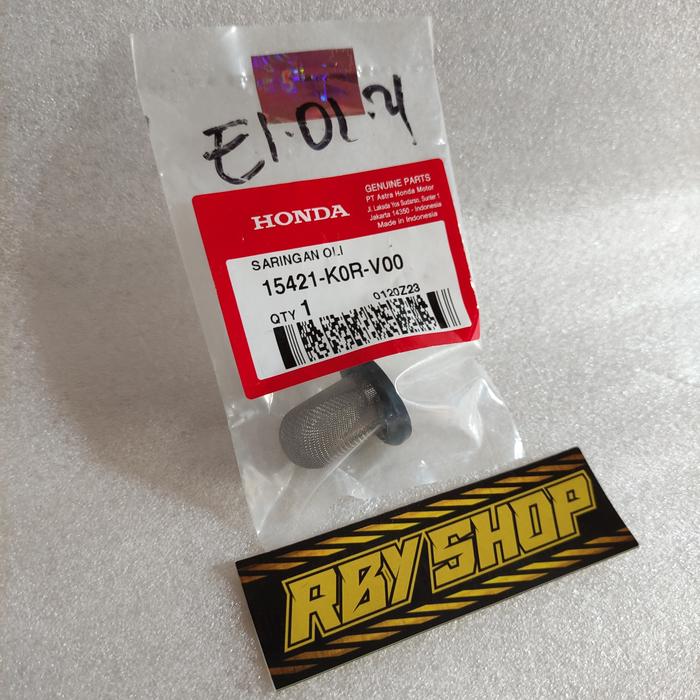 E1.01.21
HONDA
GENUINE PARTS
PT Astra Honda Motor
Jl. Laksda Yos Sudarso, Sunter 1
Jakarta 14350 - Indonesia
Made in Indonesia
SARINGAN OLI
15421-K0R-V00
QTY 1
0120Z23
RBY SHOP